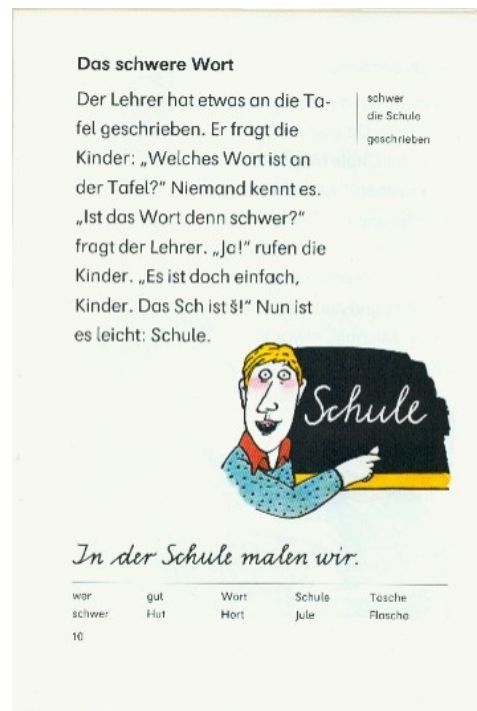 Das schwere Wort
Der Lehrer hat etwas an die Ta-
fel geschrieben. Er fragt die
Kinder: „Welches Wort ist an
der Tafel?" Niemand kennt es.
„Ist das Wort denn schwer?"
fragt der Lehrer. „Ja!" rufen die
Kinder. „Es ist doch einfach,
Kinder. Das Sch ist š!" Nun ist
es leicht: Schule.
schwer
die Schule
geschrieben
Schule
In der Schule malen wir.
wer gut Wort Schule Tasche
schwer Hut Hort Jule Flasche
10